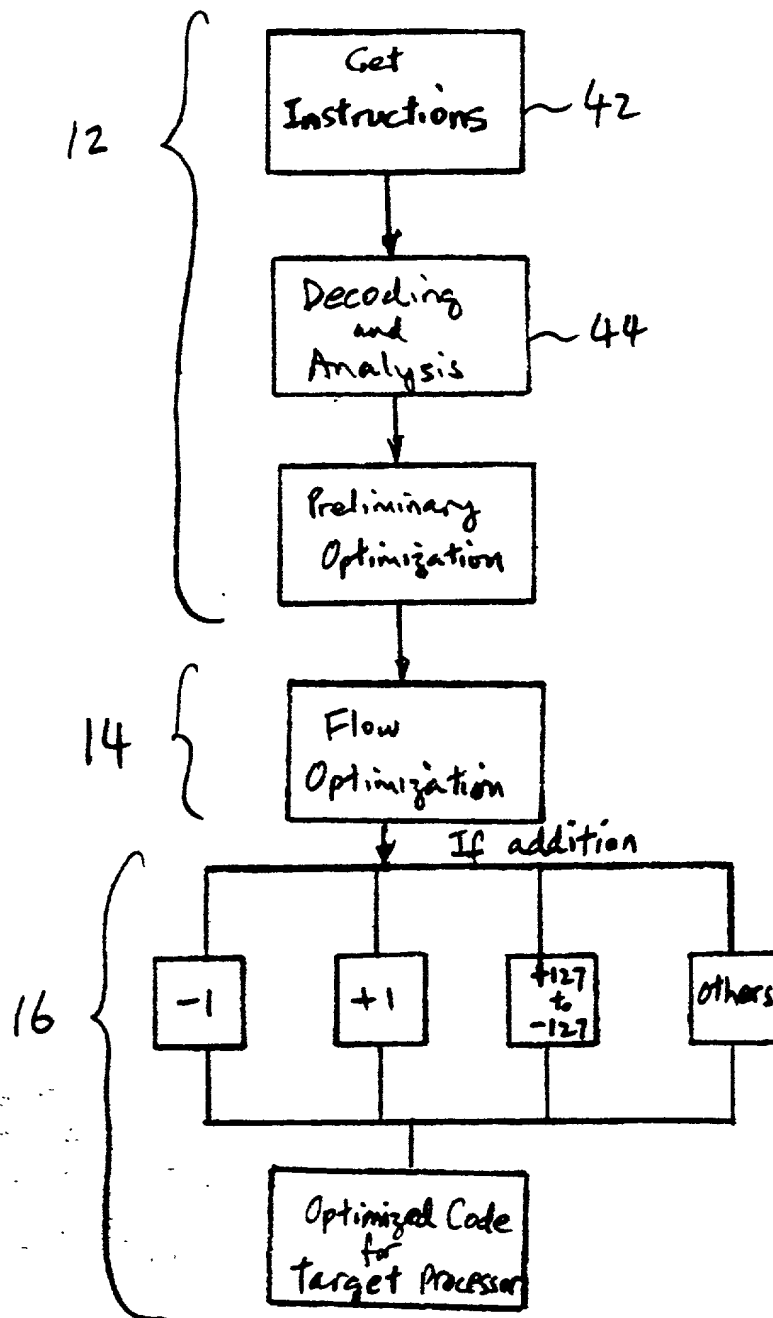 Get
Instructions
42
12
Decoding
and
Analysis
44
Preliminary
Optimization
14
Flow
Optimization
If addition
-1
+1
+127
to
-127
others
16
Optimized Code
for
Target Processor